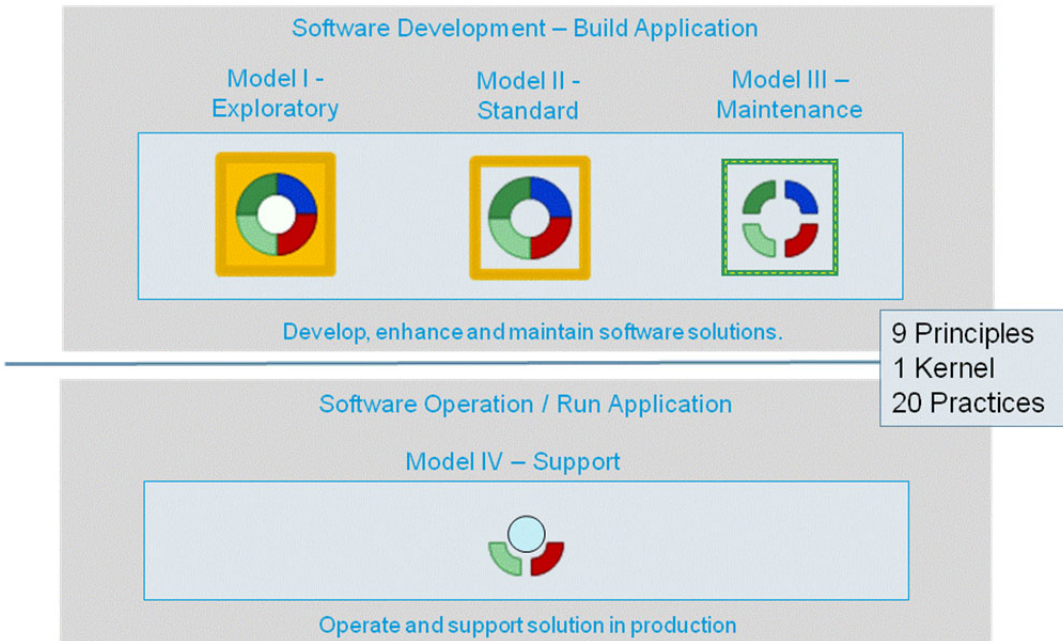 Software Development – Build Application
Model I -
Exploratory
Model II -
Standard
Model III –
Maintenance
Develop, enhance and maintain software solutions.
9 Principles
1 Kernel
20 Practices
Software Operation / Run Application
Model IV – Support
Operate and support solution in production